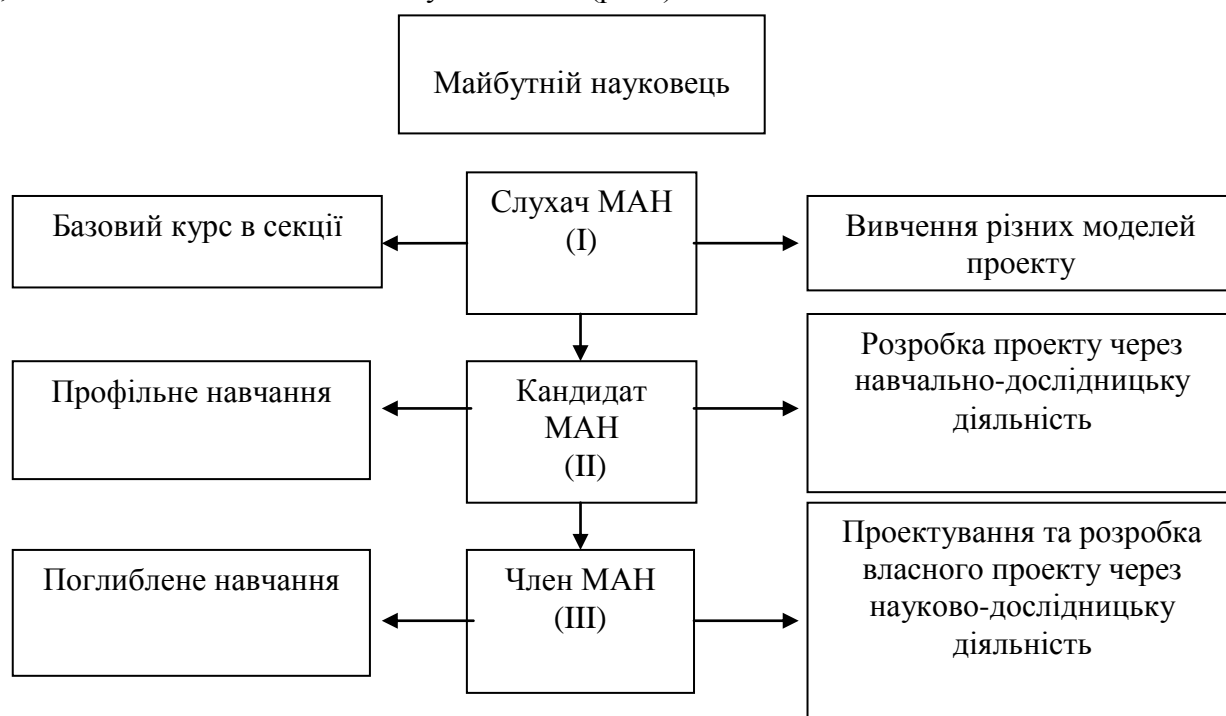 Майбутній науковець
Базовий курс в секції
Слухач МАН
(І)
Вивчення різних моделей
проекту
Профільне навчання
Кандидат
МАН
(ІІ)
Розробка проекту через
навчально-дослідницьку
діяльність
Поглиблене навчання
Член МАН
(ІІІ)
Проектування та розробка
власного проекту через
науково-дослідницьку
діяльність